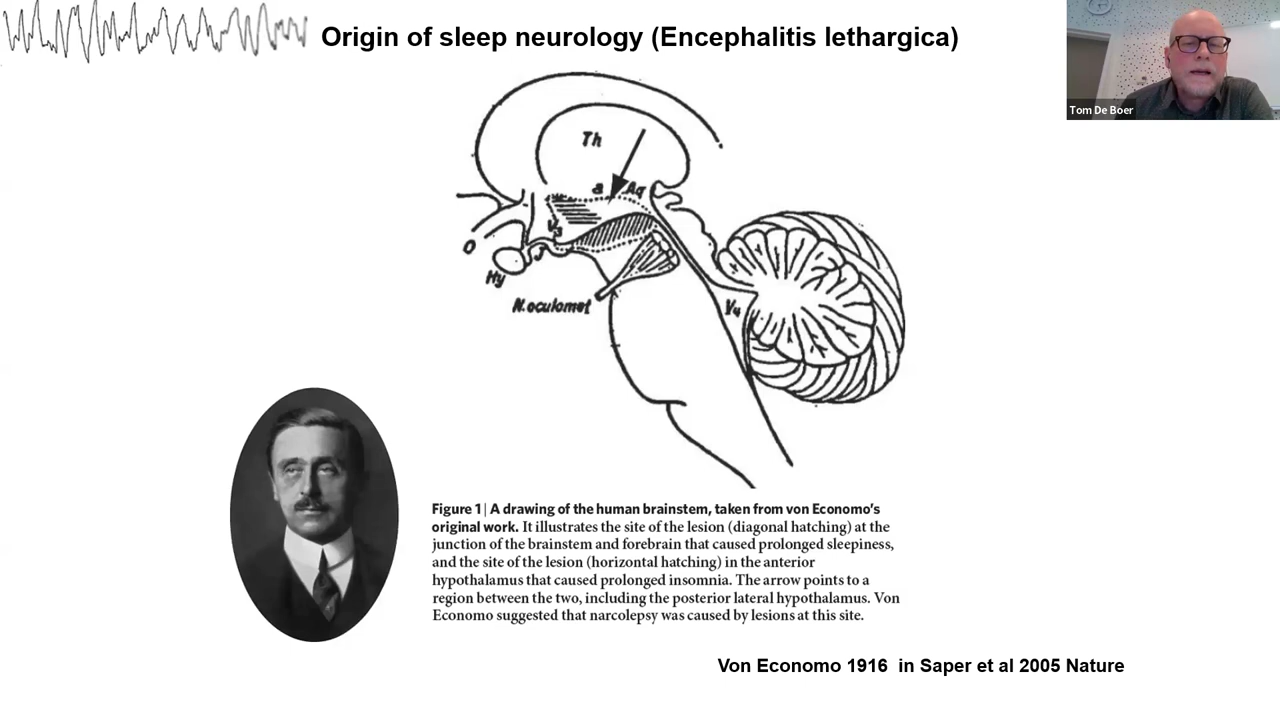 Origin of sleep neurology (Encephalitis lethargica)
Tom De Boer
Th
a
Aq
V3
O
Hy
N.oculomot
V4
Figure 1 | A drawing of the human brainstem, taken from von Economo's
original work. It illustrates the site of the lesion (diagonal hatching) at the
junction of the brainstem and forebrain that caused prolonged sleepiness,
and the site of the lesion (horizontal hatching) in the anterior
hypothalamus that caused prolonged insomnia. The arrow points to a
region between the two, including the posterior lateral hypothalamus. Von
Economo suggested that narcolepsy was caused by lesions at this site.
Von Economo 1916  in Saper et al 2005 Nature